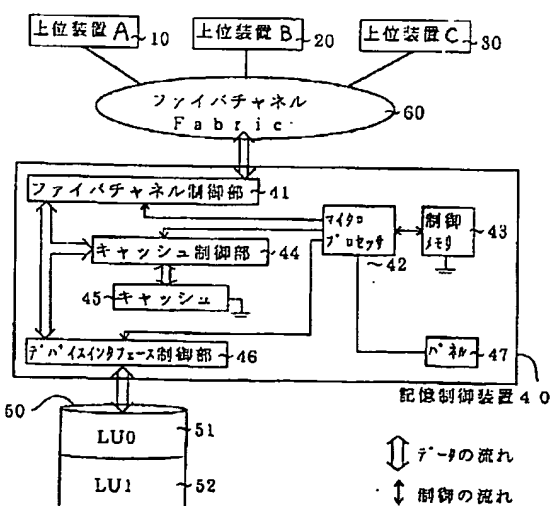 上位装置A 10
上位装置B 20
上位装置C 30
ファイバチャネル
Fabric
60
ファイバチャネル制御部 41
マイクロ
プロセッサ
42
制御
メモリ
43
キャッシュ制御部 44
45 キャッシュ
デバイスインタフェース制御部 46
パネル 47
記憶制御装置40
50
LU0 51
LU1 52
データの流れ
制御の流れ